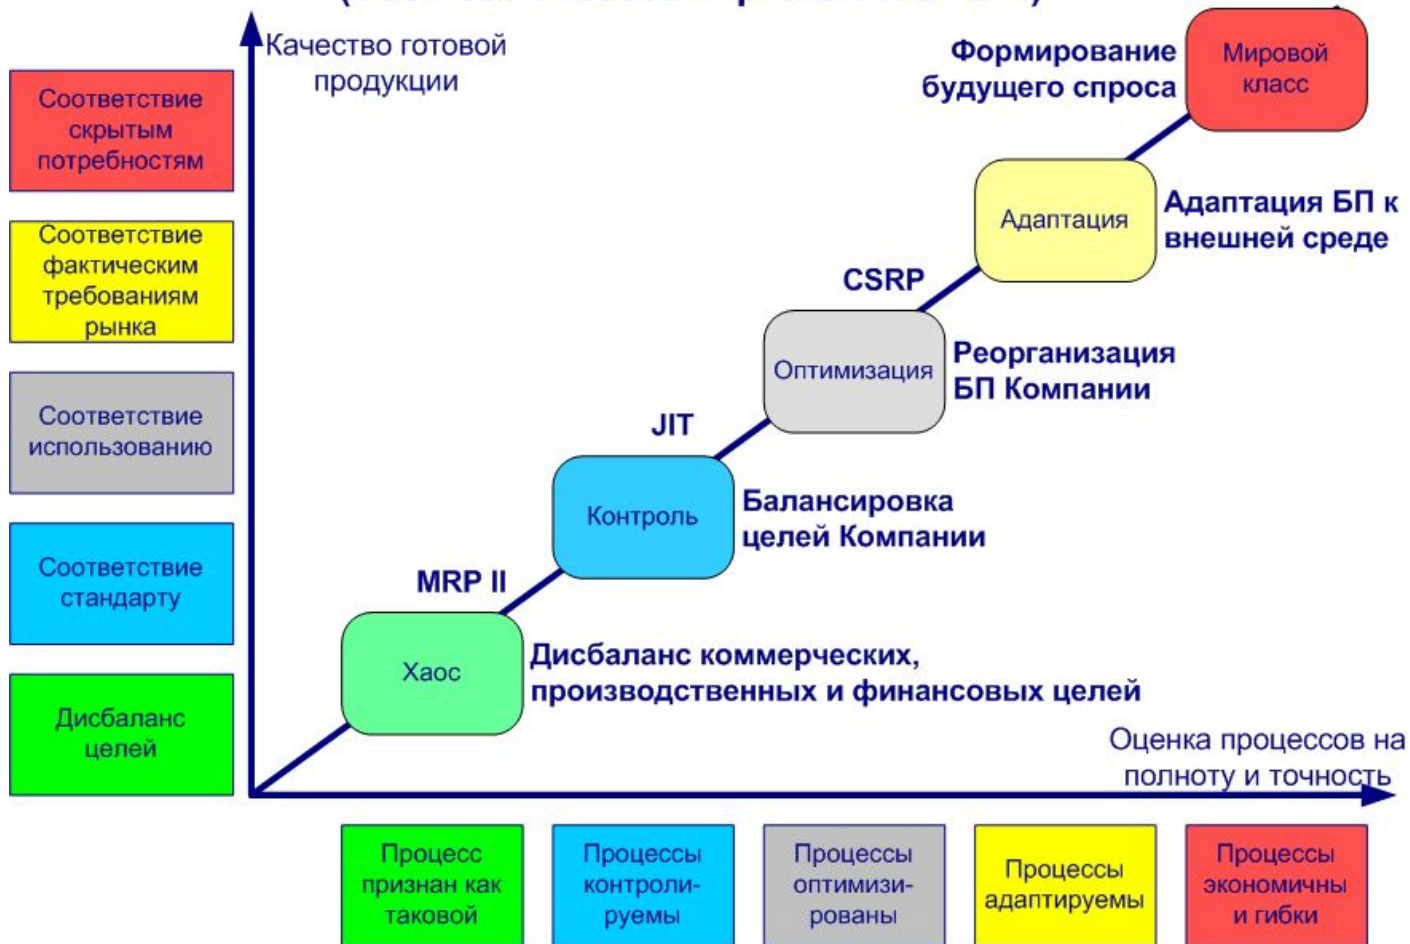 Качество готовой
продукции
Формирование
будущего спроса
Мировой
класс
Соответствие
скрытым
потребностям
Адаптация
Адаптация БП к
внешней среде
Соответствие
фактическим
требованиям
рынка
CSRP
Оптимизация
Реорганизация
БП Компании
Соответствие
использованию
JIT
Контроль
Балансировка
целей Компании
Соответствие
стандарту
MRP II
Хаос
Дисбаланс коммерческих,
производственных и финансовых целей
Дисбаланс
целей
Оценка процессов на
полноту и точность
Процесс
признан как
таковой
Процессы
контроли-
руемы
Процессы
оптимизи-
рованы
Процессы
адаптируемы
Процессы
экономичны
и гибки